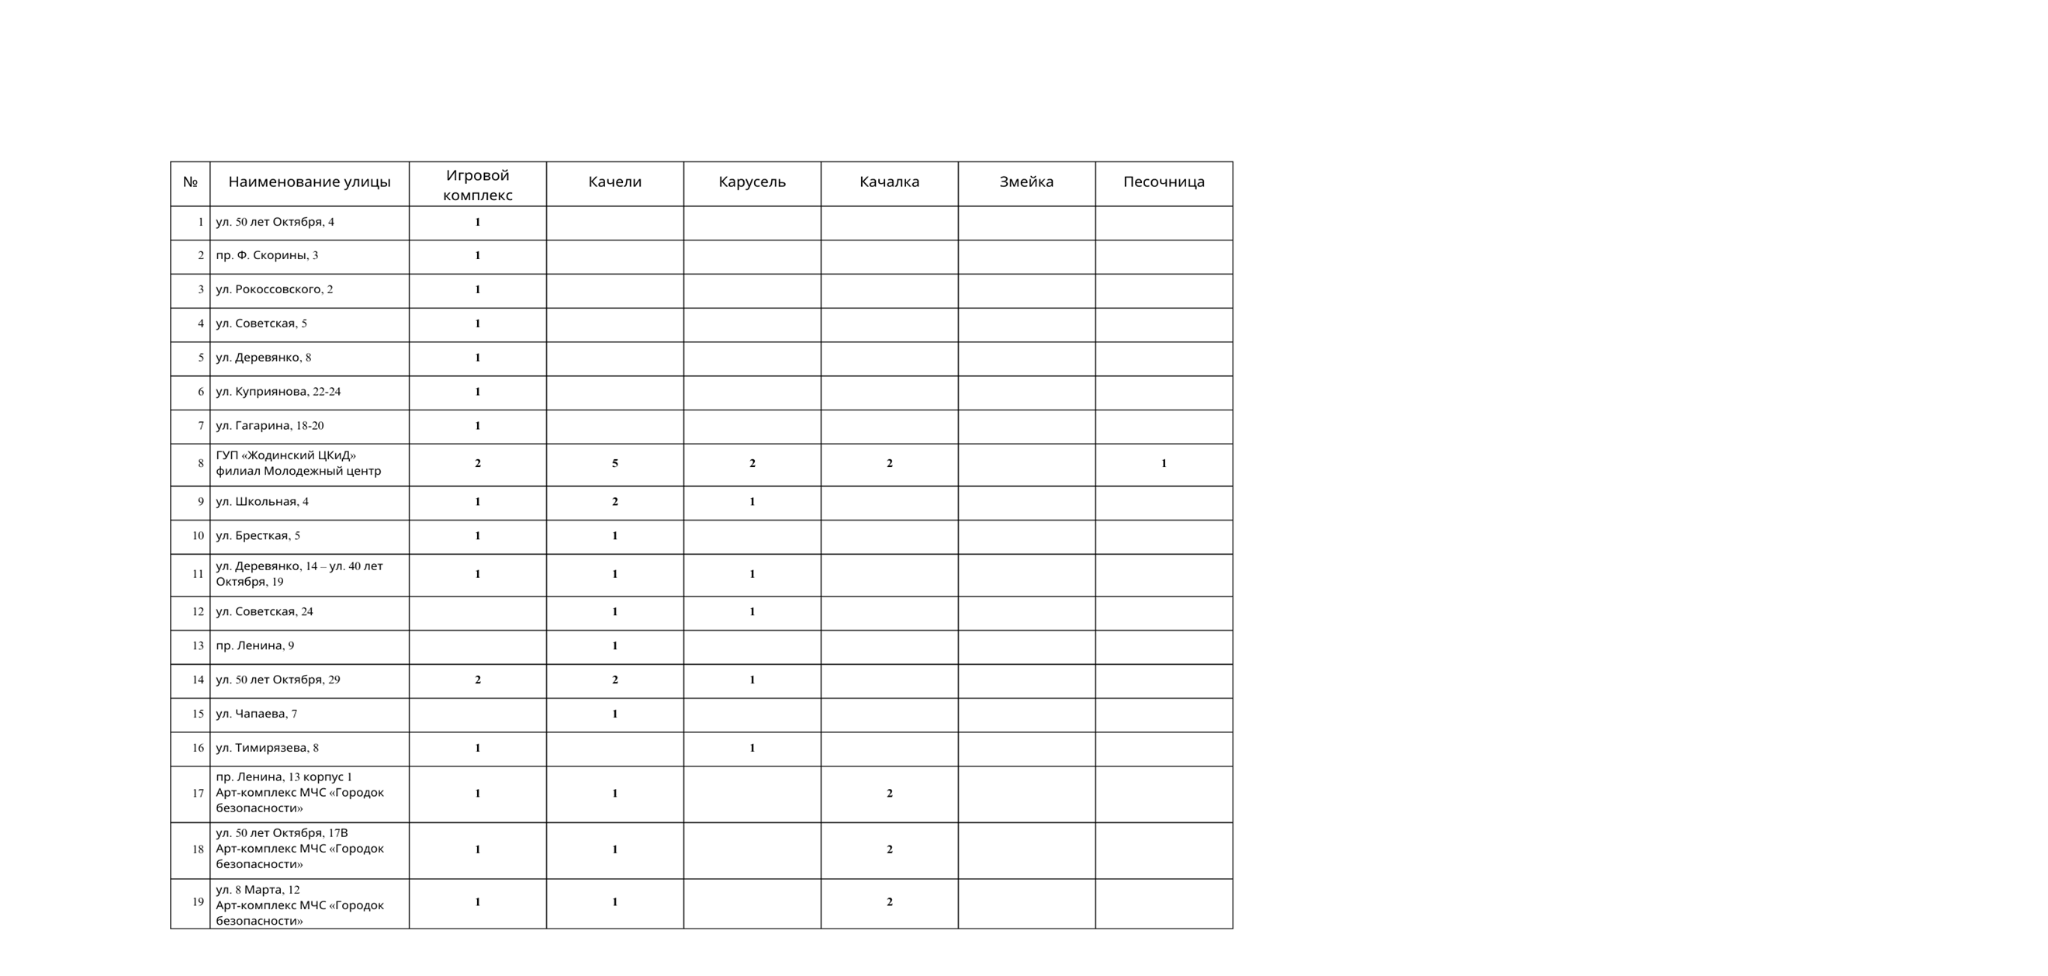 № Наименование улицы Игровой комплекс Качели Карусель Качалка Змейка Песочница
1 ул. 50 лет Октября, 4 1
2 пр. Ф. Скорины, 3 1
3 ул. Рокоссовского, 2 1
4 ул. Советская, 5 1
5 ул. Деревянко, 8 1
6 ул. Куприянова, 22-24 1
7 ул. Гагарина, 18-20 1
8 ГУП «Жодинский ЦКиД»
филиал Молодежный центр 2 5 2 2 1
9 ул. Школьная, 4 1 2 1
10 ул. Бресткая, 5 1 1
11 ул. Деревянко, 14 – ул. 40 лет
Октября, 19 1 1 1
12 ул. Советская, 24 1 1
13 пр. Ленина, 9 1
14 ул. 50 лет Октября, 29 2 2 1
15 ул. Чапаева, 7 1
16 ул. Тимирязева, 8 1 1
17 пр. Ленина, 13 корпус 1
Арт-комплекс МЧС «Городок
безопасности» 1 1 2
18 ул. 50 лет Октября, 17В
Арт-комплекс МЧС «Городок
безопасности» 1 1 2
19 ул. 8 Марта, 12
Арт-комплекс МЧС «Городок
безопасности» 1 1 2